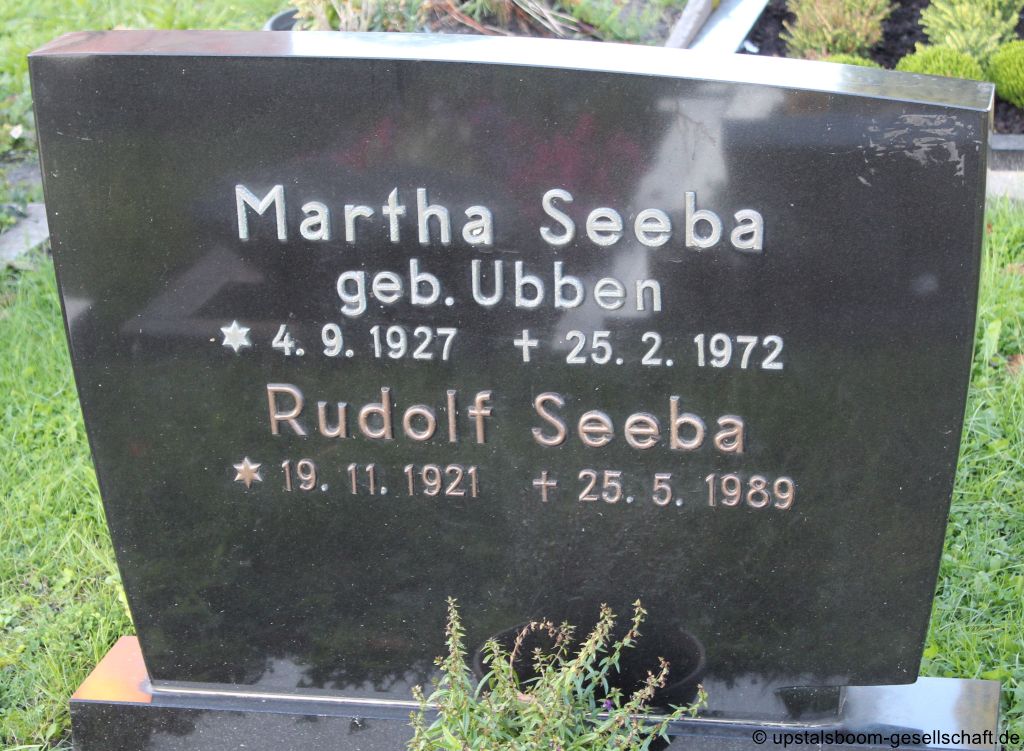 Martha Seeba
geb. Ubben
* 4. 9. 1927 † 25. 2. 1972
Rudolf Seeba
* 19. 11. 1921 † 25. 5. 1989
© upstalsboom-gesellschaft.de